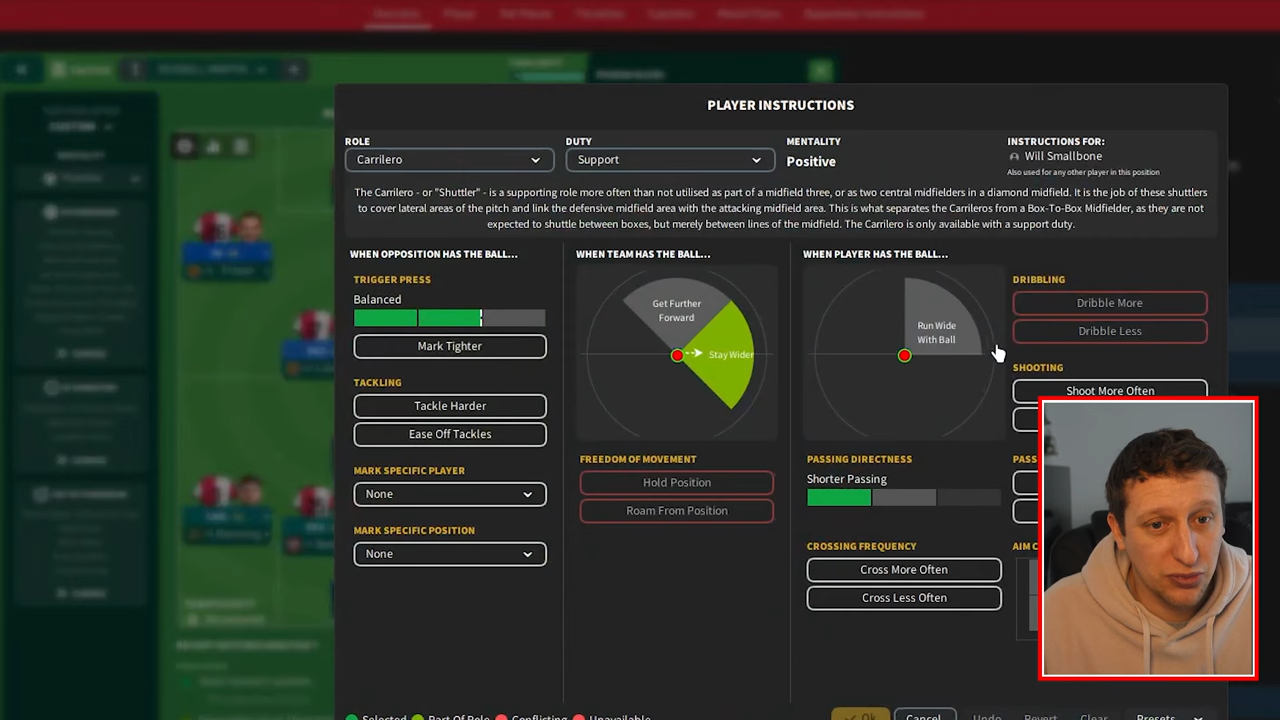 PLAYER INSTRUCTIONS
ROLE
Carrilero
DUTY
Support
MENTALITY
Positive
INSTRUCTIONS FOR:
Will Smallbone
Also used for any other player in this position
The Carrilero - or "Shuttler" - is a supporting role more often than not utilised as part of a midfield three, or as two central midfielders in a diamond midfield. It is the job of these shuttlers
to cover lateral areas of the pitch and link the defensive midfield area with the attacking midfield area. This is what separates the Carrileros from a Box-To-Box Midfielder, as they are not
expected to shuttle between boxes, but merely between lines of the midfield. The Carrilero is only available with a support duty.
WHEN OPPOSITION HAS THE BALL...
TRIGGER PRESS
Balanced
Mark Tighter
TACKLING
Tackle Harder
Ease Off Tackles
MARK SPECIFIC PLAYER
None
MARK SPECIFIC POSITION
None
WHEN TEAM HAS THE BALL...
Get Further
Forward
Stay Wider
FREEDOM OF MOVEMENT
Hold Position
Roam From Position
WHEN PLAYER HAS THE BALL...
Run Wide
With Ball
PASSING DIRECTNESS
Shorter Passing
CROSSING FREQUENCY
Cross More Often
Cross Less Often
DRIBBLING
Dribble More
Dribble Less
SHOOTING
Shoot More Often
PAS
AIM C
Selected
Part Of Role
Conflicting
Unavailable
Ok
Cancel
Undo
Revert
Clear
Presets